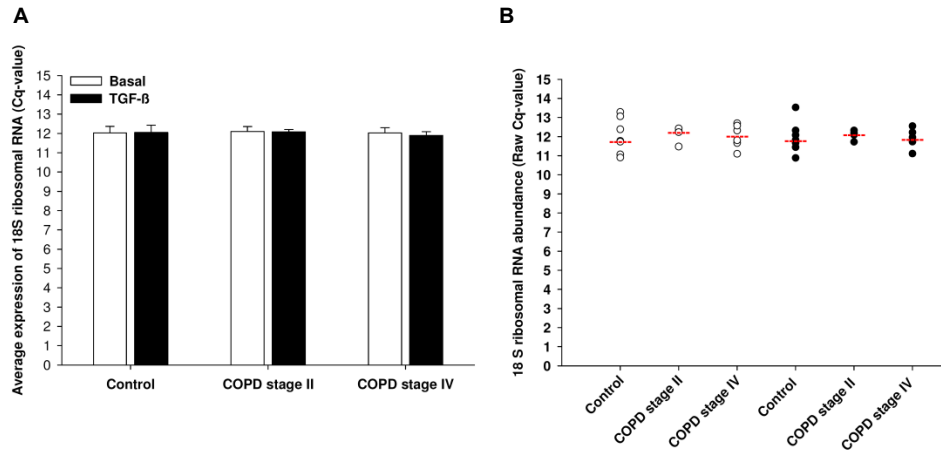 A
Average expression of 18S ribosomal RNA (Cq-value)
15
14
13
12
11
10
9
8
7
6
5
4
3
2
1
0
Basal
TGF-ß
Control
COPD stage II
COPD stage IV
B
18 S ribosomal RNA abundance (Raw Cq-value)
15
14
13
12
11
10
9
8
7
6
5
4
3
2
1
0
Control
COPD stage II
COPD stage IV
Control
COPD stage II
COPD stage IV